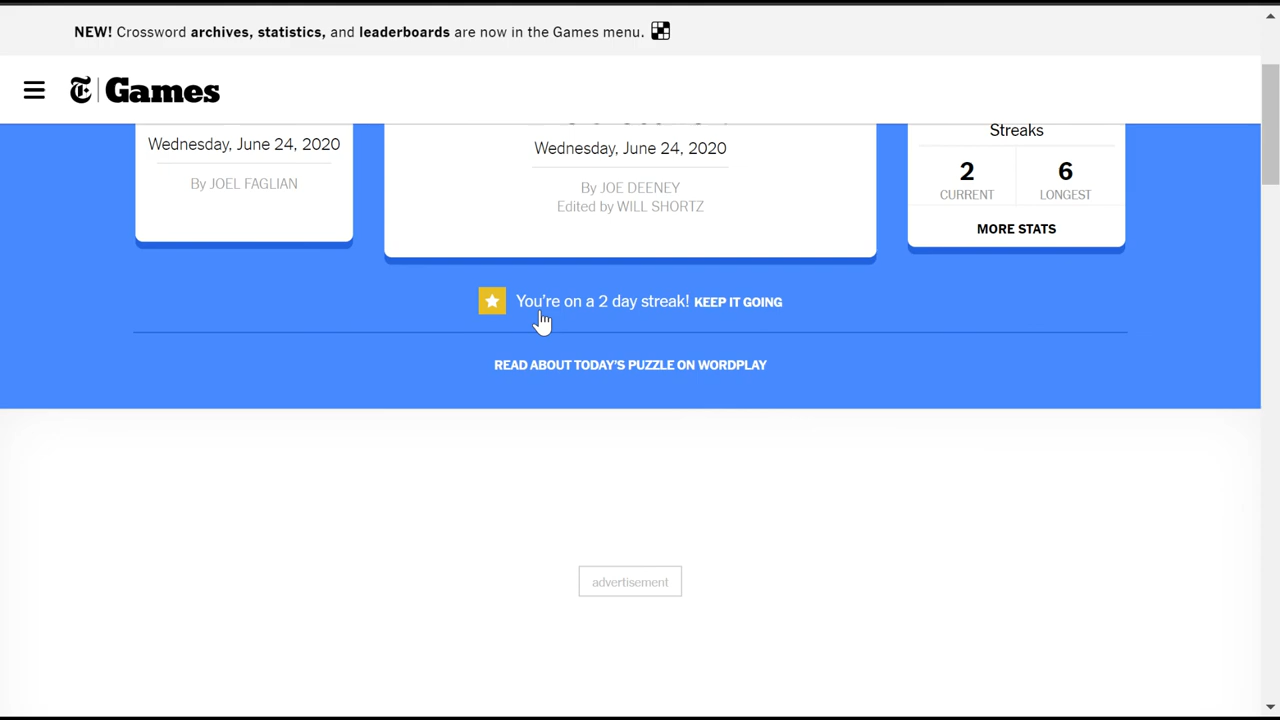 NEW! Crossword archives, statistics, and leaderboards are now in the Games menu.
T Games
Wednesday, June 24, 2020
By JOEL FAGLIAN
Wednesday, June 24, 2020
By JOE DEENEY
Edited by WILL SHORTZ
Streaks
2 6
CURRENT LONGEST
MORE STATS
You're on a 2 day streak! KEEP IT GOING
READ ABOUT TODAY'S PUZZLE ON WORDPLAY
advertisement